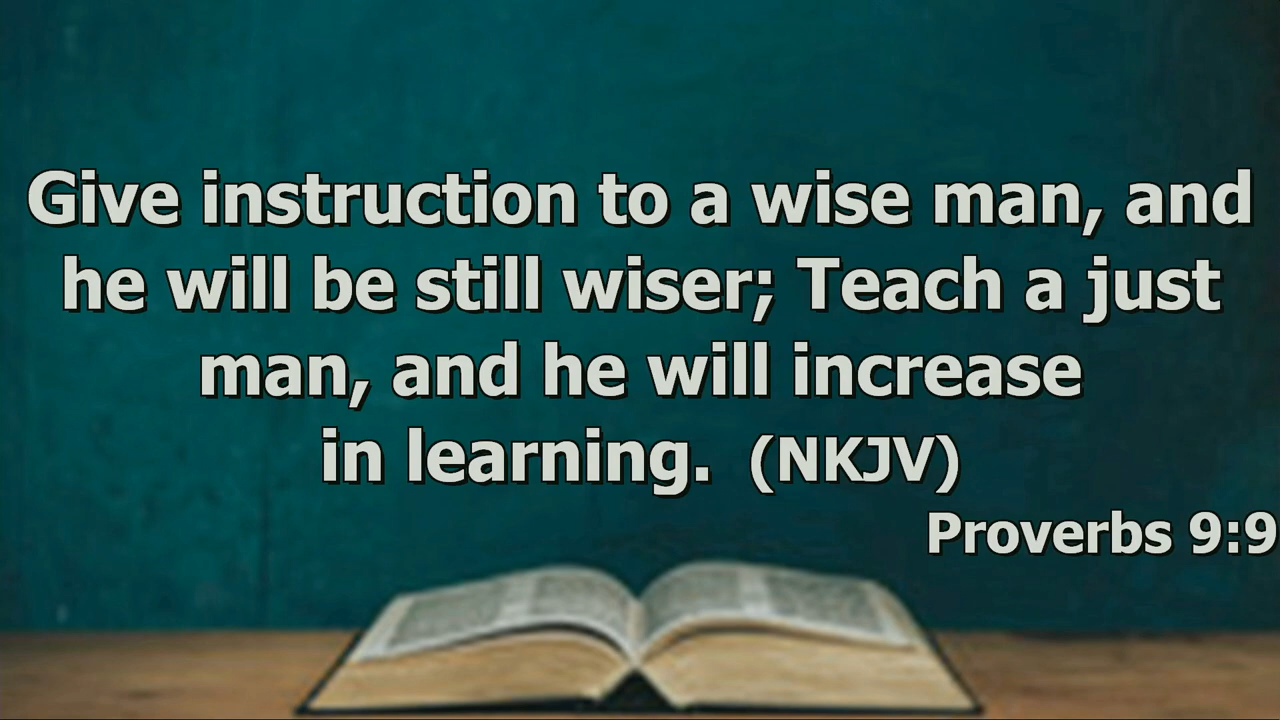 Give instruction to a wise man, and
he will be still wiser; Teach a just
man, and he will increase
in learning. (NKJV)
Proverbs 9:9